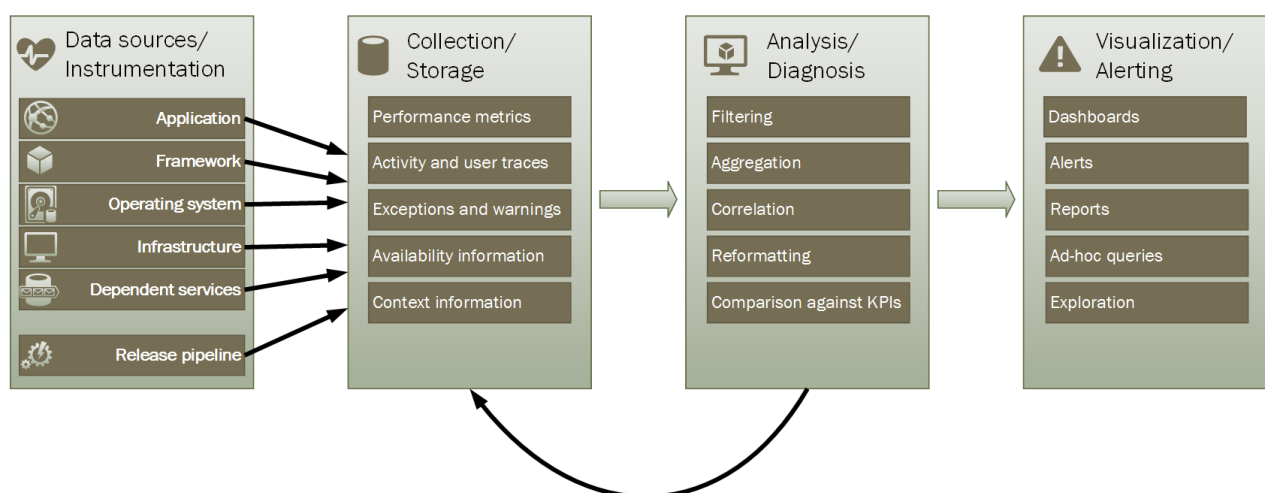 Data sources/
Instrumentation
Application
Framework
Operating system
Infrastructure
Dependent services
Release pipeline
Collection/
Storage
Performance metrics
Activity and user traces
Exceptions and warnings
Availability information
Context information
Analysis/
Diagnosis
Filtering
Aggregation
Correlation
Reformatting
Comparison against KPIs
Visualization/
Alerting
Dashboards
Alerts
Reports
Ad-hoc queries
Exploration